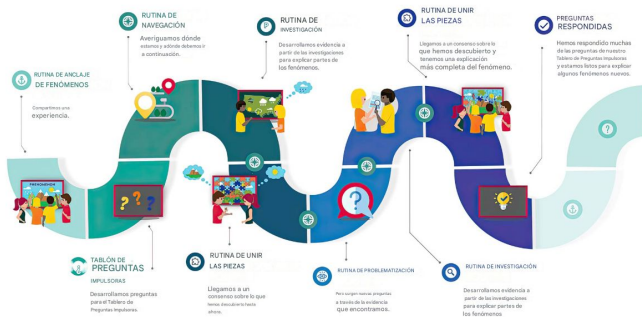 RUTINA DE
NAVEGACIÓN
Averiguamos dónde
estamos y dónde debemos ir
a continuación.
RUTINA DE
INVESTIGACIÓN
Desarrollamos evidencia a
partir de las investigaciones
para explicar partes de
los fenómenos.
RUTINA DE UNIR
LAS PIEZAS
Llegamos a un consenso sobre lo
que hemos descubierto y
tenemos una explicación
más completa del fenómeno.
PREGUNTAS
RESPONDIDAS
Hemos respondido muchas
de las preguntas de nuestro
Tablero de Preguntas Impulsoras
y estamos listos para explicar
algunos fenómenos nuevos.
RUTINA DE ANCLAJE
DE FENÓMENOS
Compartimos una
experiencia.
PHENOMENON
? ? ?
?
?
TABLÓN DE
PREGUNTAS
IMPULSORAS
Desarrollamos preguntas
para el Tablero de
Preguntas Impulsoras.
RUTINA DE UNIR
LAS PIEZAS
Llegamos a un
consenso sobre lo que
hemos descubierto hasta
ahora.
RUTINA DE PROBLEMATIZACIÓN
Pero surgen nuevas preguntas
a través de la evidencia
que encontramos.
RUTINA DE INVESTIGACIÓN
Desarrollamos evidencia a
partir de las investigaciones
para explicar partes de
los fenómenos